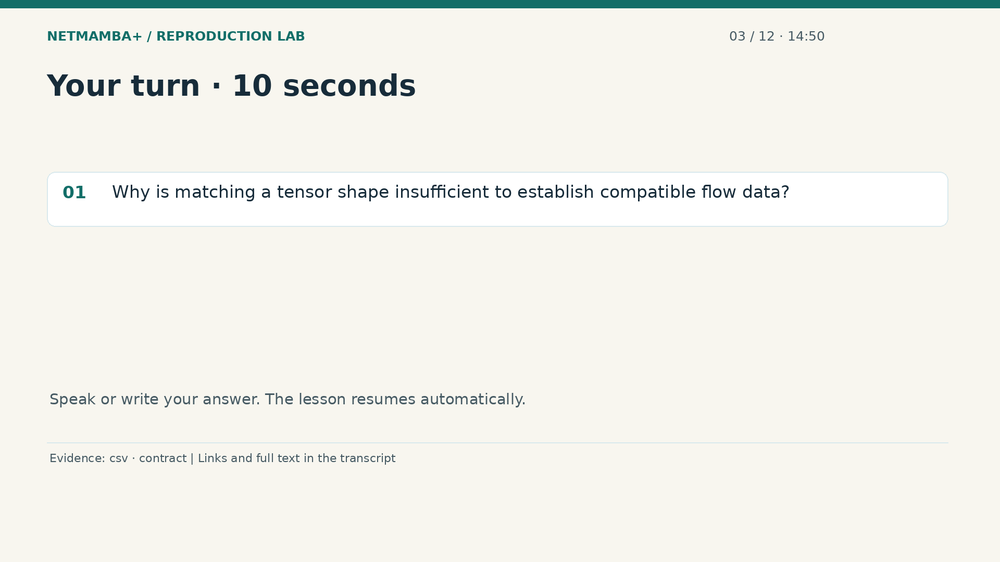 NETMAMBA+ / REPRODUCTION LAB
03 / 12 · 14:50
Your turn · 10 seconds
01 Why is matching a tensor shape insufficient to establish compatible flow data?
Speak or write your answer. The lesson resumes automatically.
Evidence: csv · contract | Links and full text in the transcript